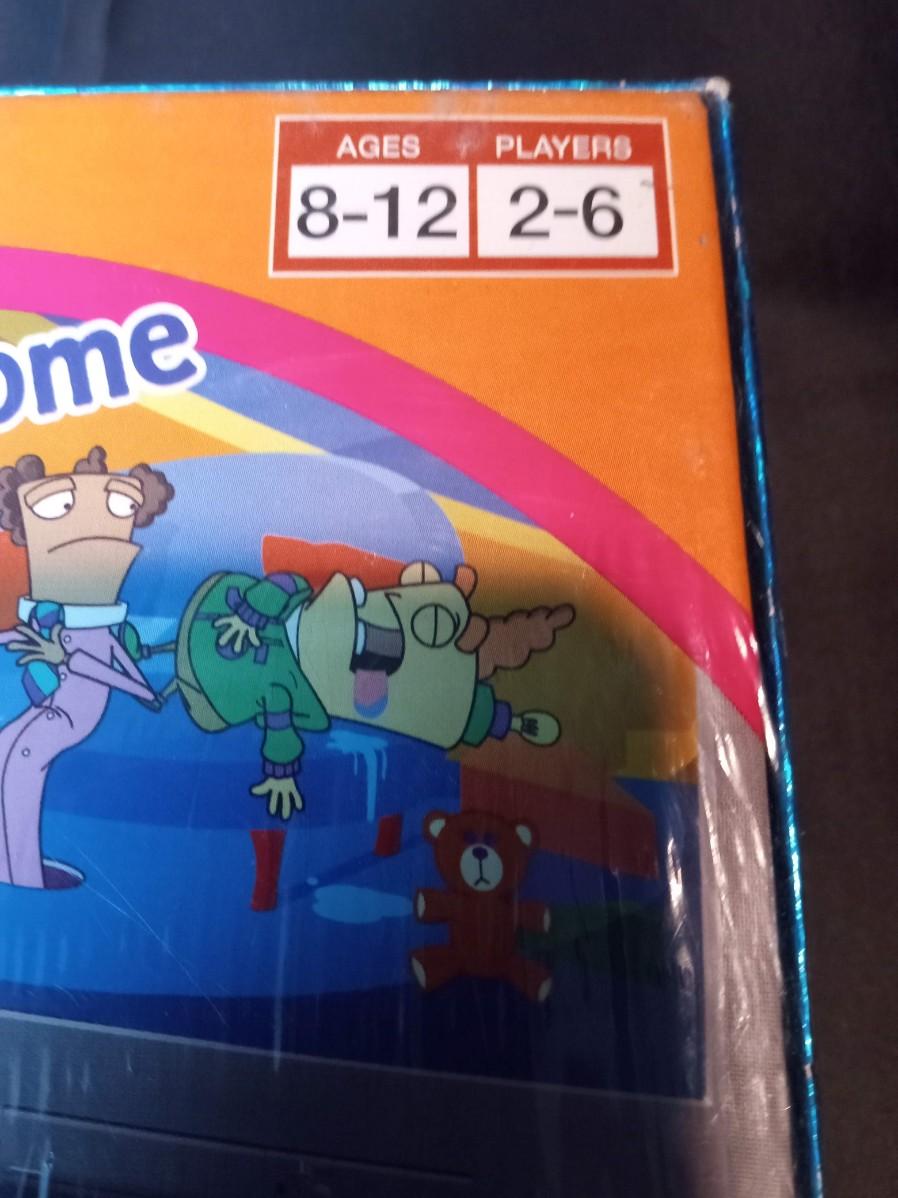 AGES PLAYERS
8-12 2-6
ome